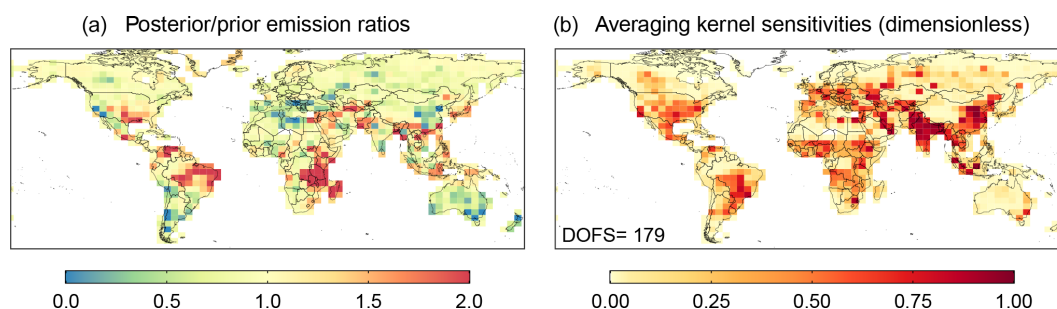 (a) Posterior/prior emission ratios
(b) Averaging kernel sensitivities (dimensionless)
DOFS= 179
0.0 0.5 1.0 1.5 2.0
0.00 0.25 0.50 0.75 1.00